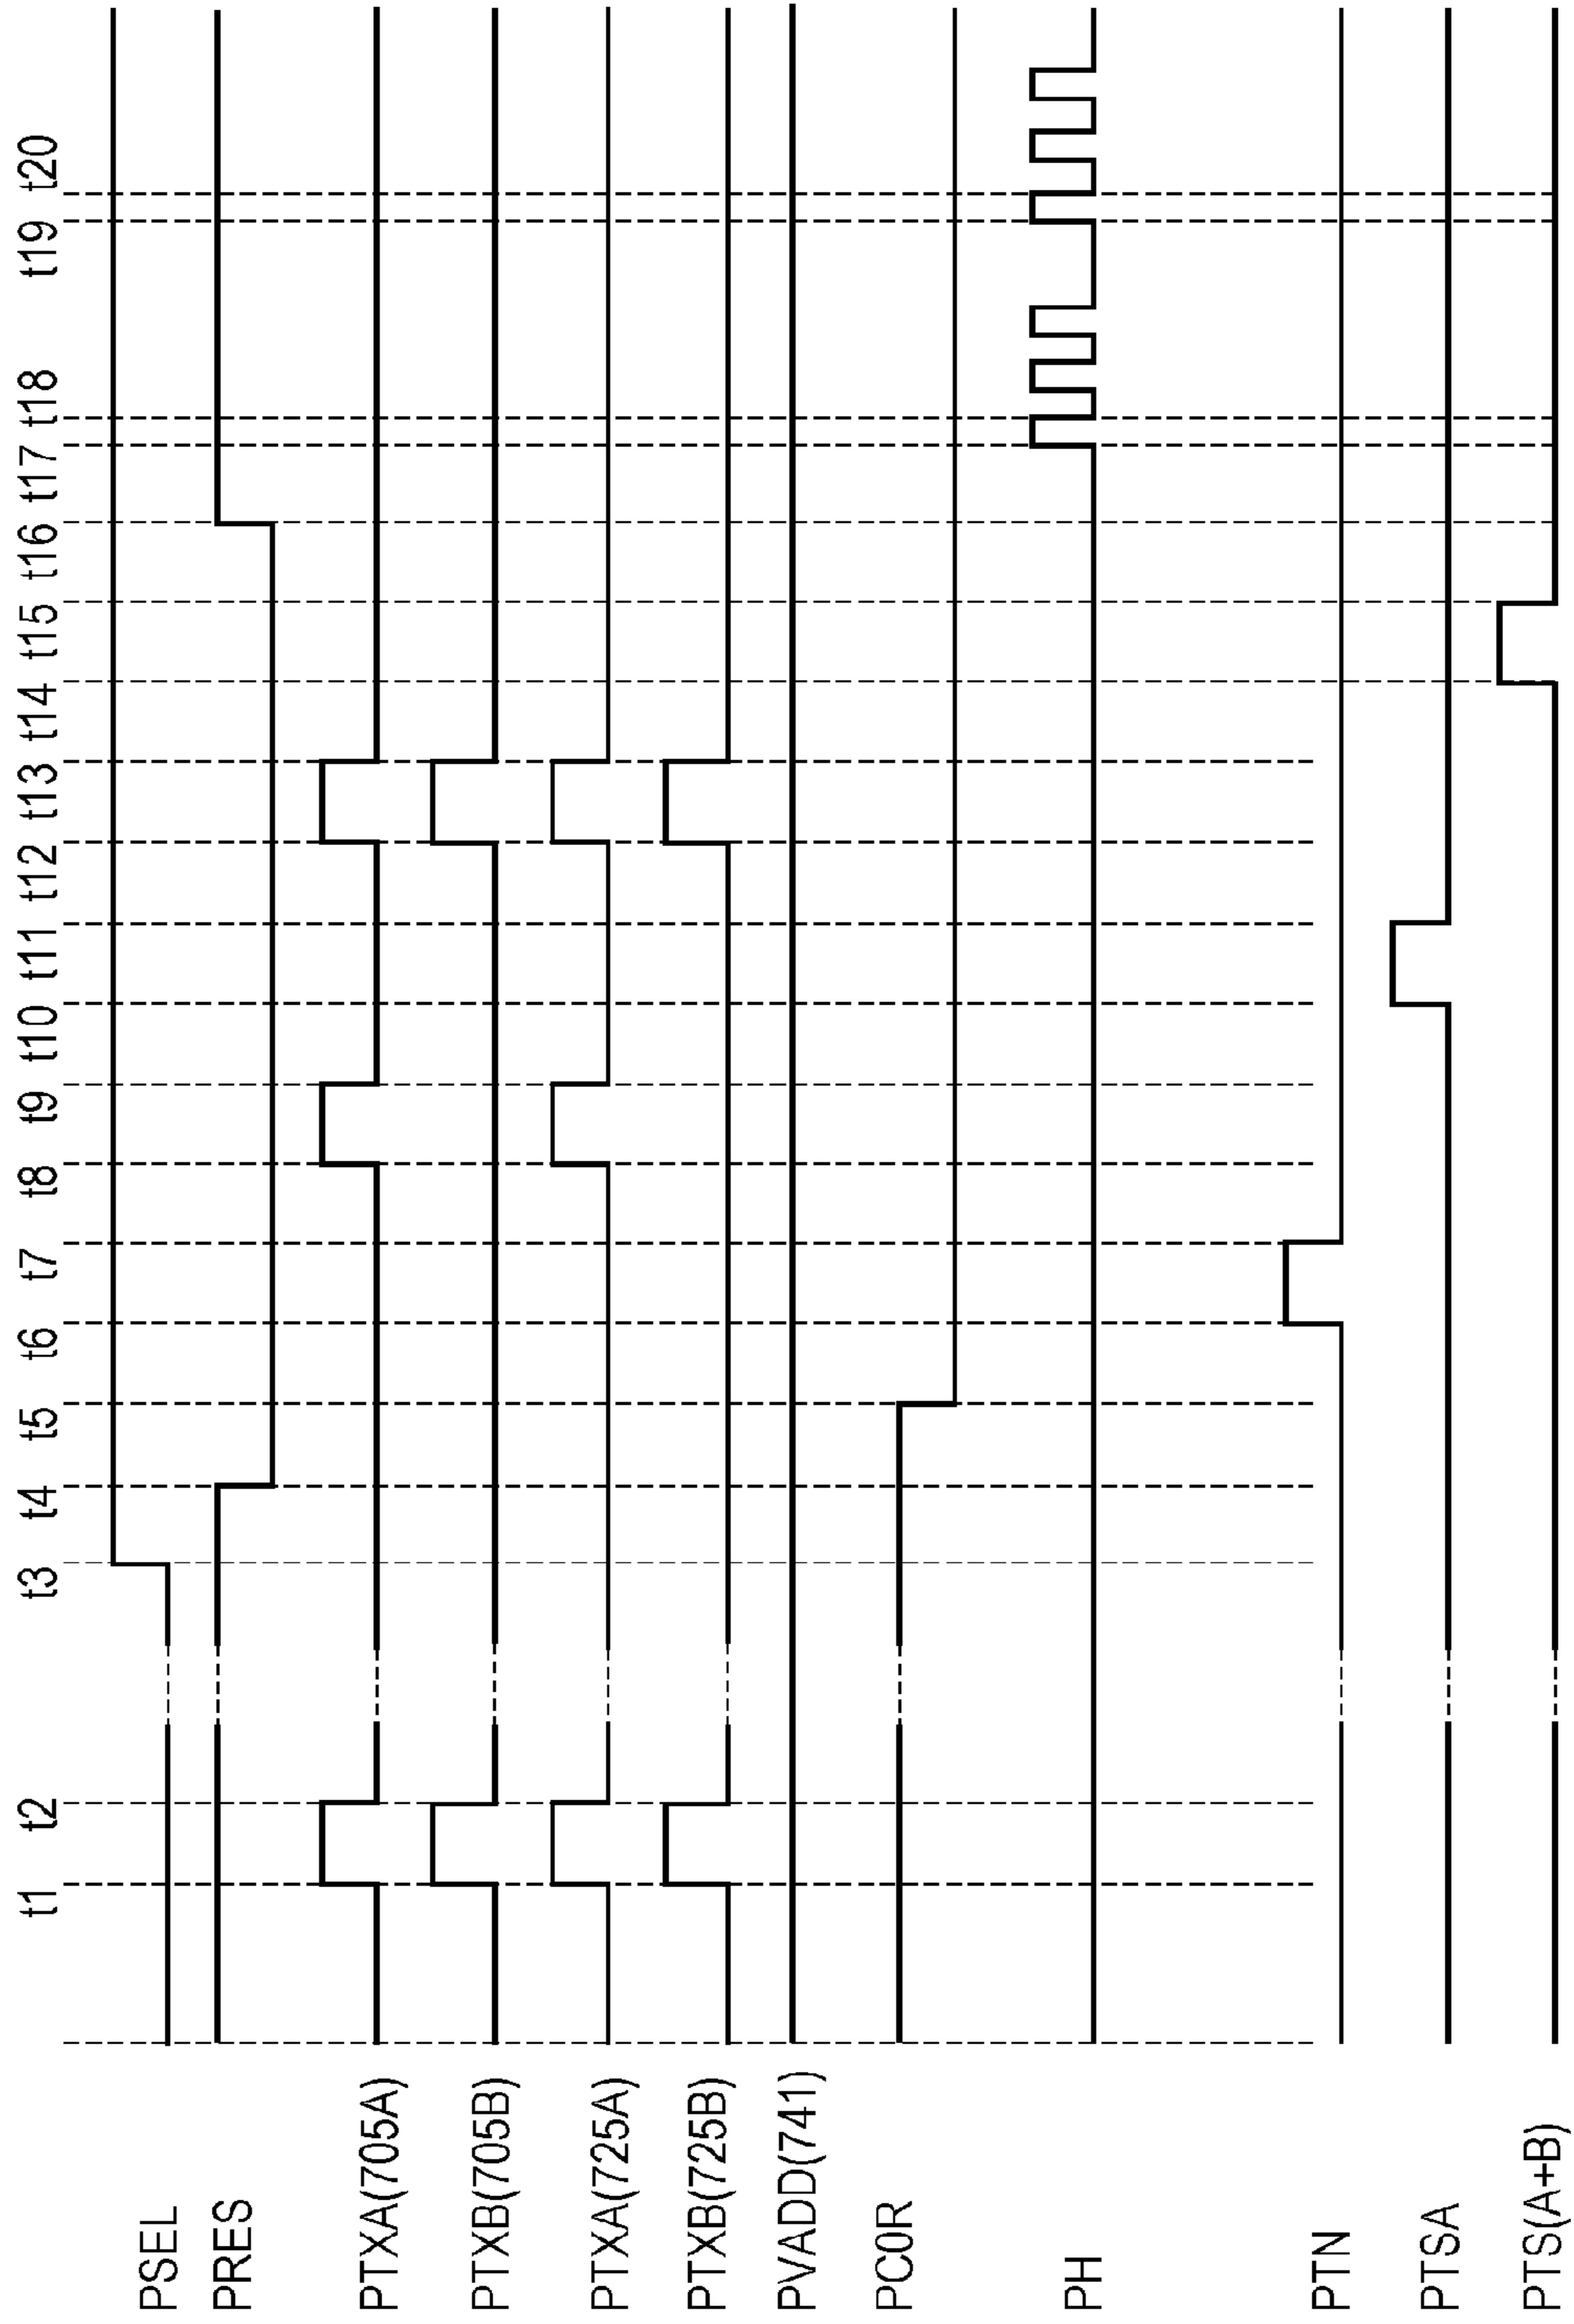 t1 t2 t3 t4 t5 t6 t7 t8 t9 t10 t11 t12 t13 t14 t15 t16 t17 t18 t19 t20
PSEL
PRES
PTXA(705A)
PTXB(705B)
PTXA(725A)
PTXB(725B)
PVADD(741)
PC0R
PH
PTN
PTSA
PTS(A+B)